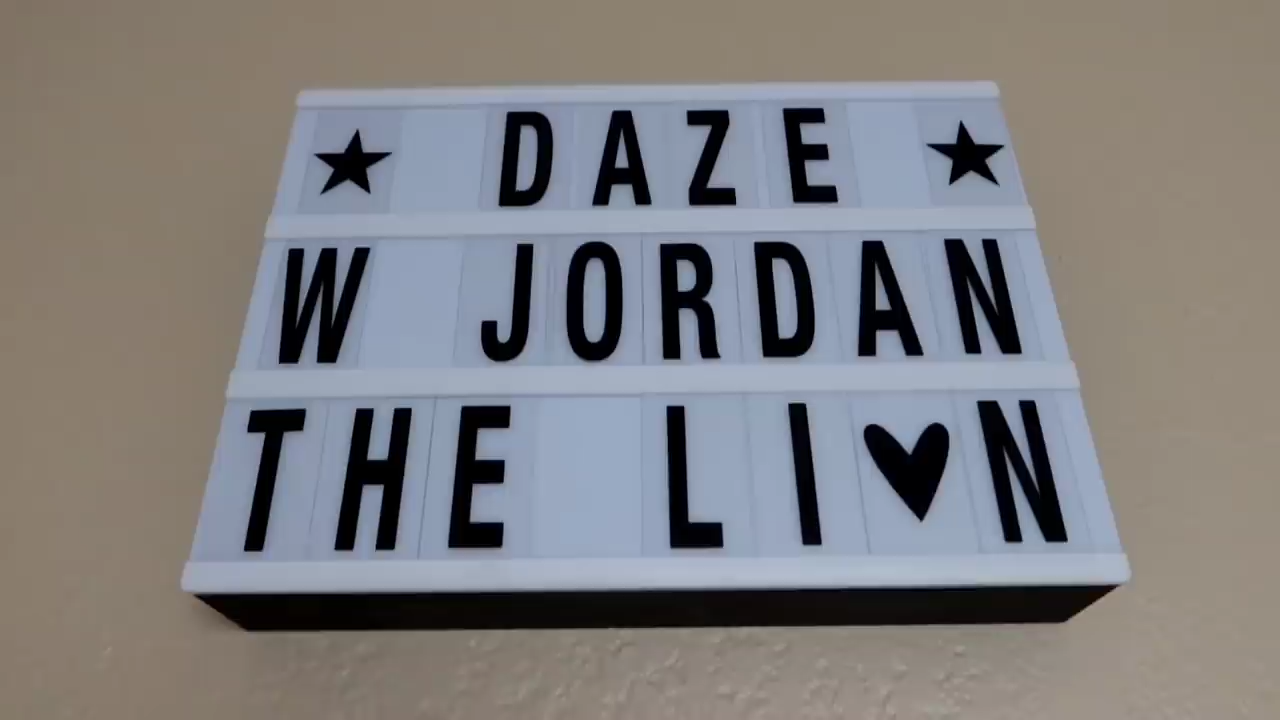 ★ DAZE ★
W JORDAN
THE LI♥N